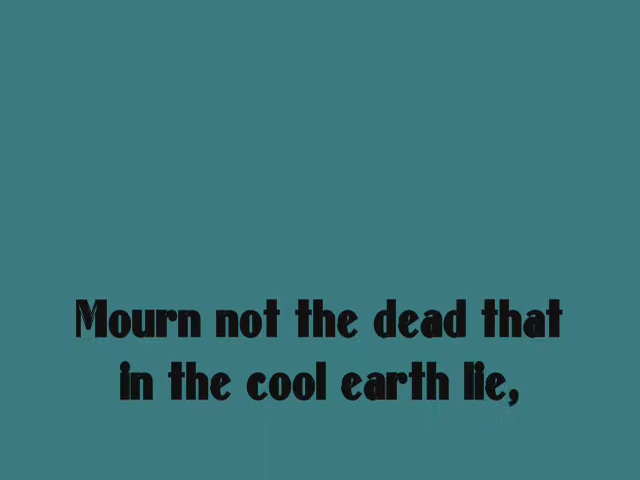 Mourn not the dead that
in the cool earth lie,